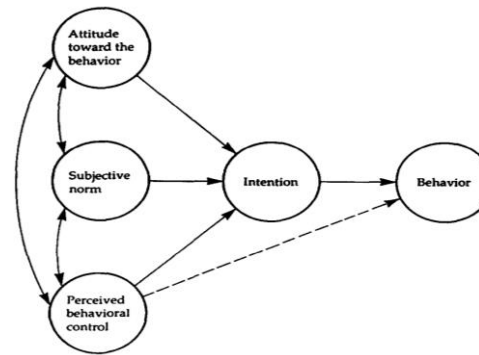 Attitude
toward the
behavior
Subjective
norm
Intention
Behavior
Perceived
behavioral
control